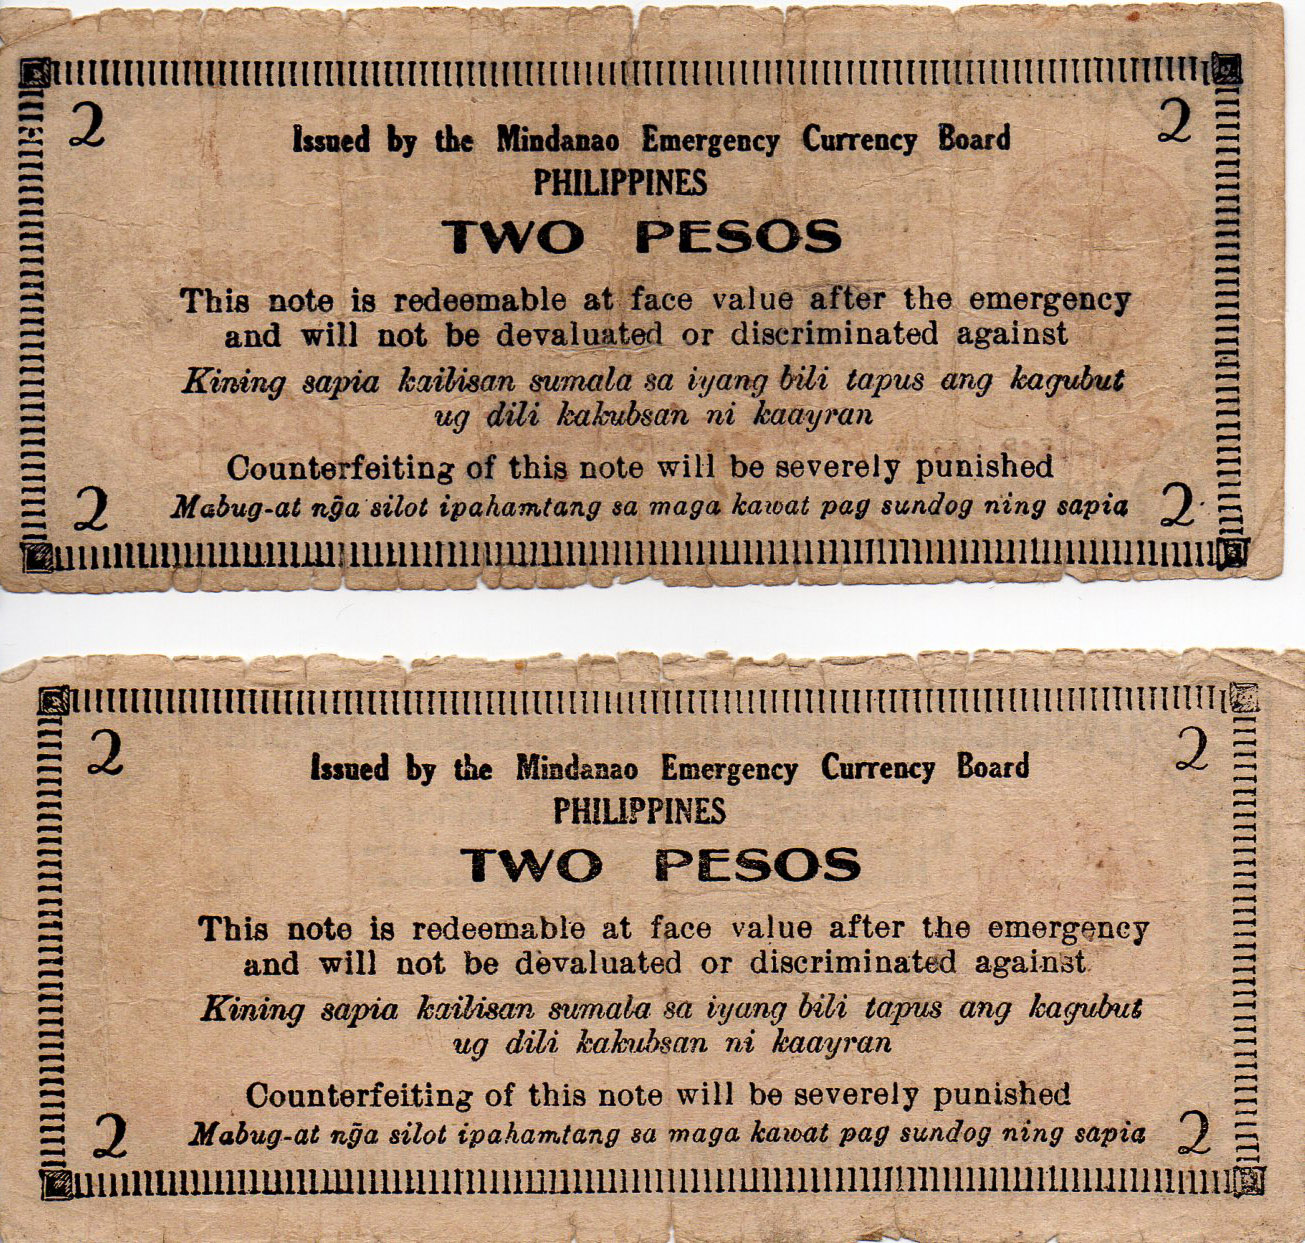 2 2
Issued by the Mindanao Emergency Currency Board
PHILIPPINES
TWO PESOS
This note is redeemable at face value after the emergency
and will not be devaluated or discriminated against
Kining sapia kailisan sumala sa iyang bili tapus ang kagubut
ug dili kakubsan ni kaayran
Counterfeiting of this note will be severely punished
2 Mabug-at ng̃a silot ipahamtang sa maga kawat pag sundog ning sapia 2
2 2
Issued by the Mindanao Emergency Currency Board
PHILIPPINES
TWO PESOS
This note is redeemable at face value after the emergency
and will not be devaluated or discriminated against
Kining sapia kailisan sumala sa iyang bili tapus ang kagubut
ug dili kakubsan ni kaayran
Counterfeiting of this note will be severely punished
2 Mabug-at ng̃a silot ipahamtang sa maga kawat pag sundog ning sapia 2